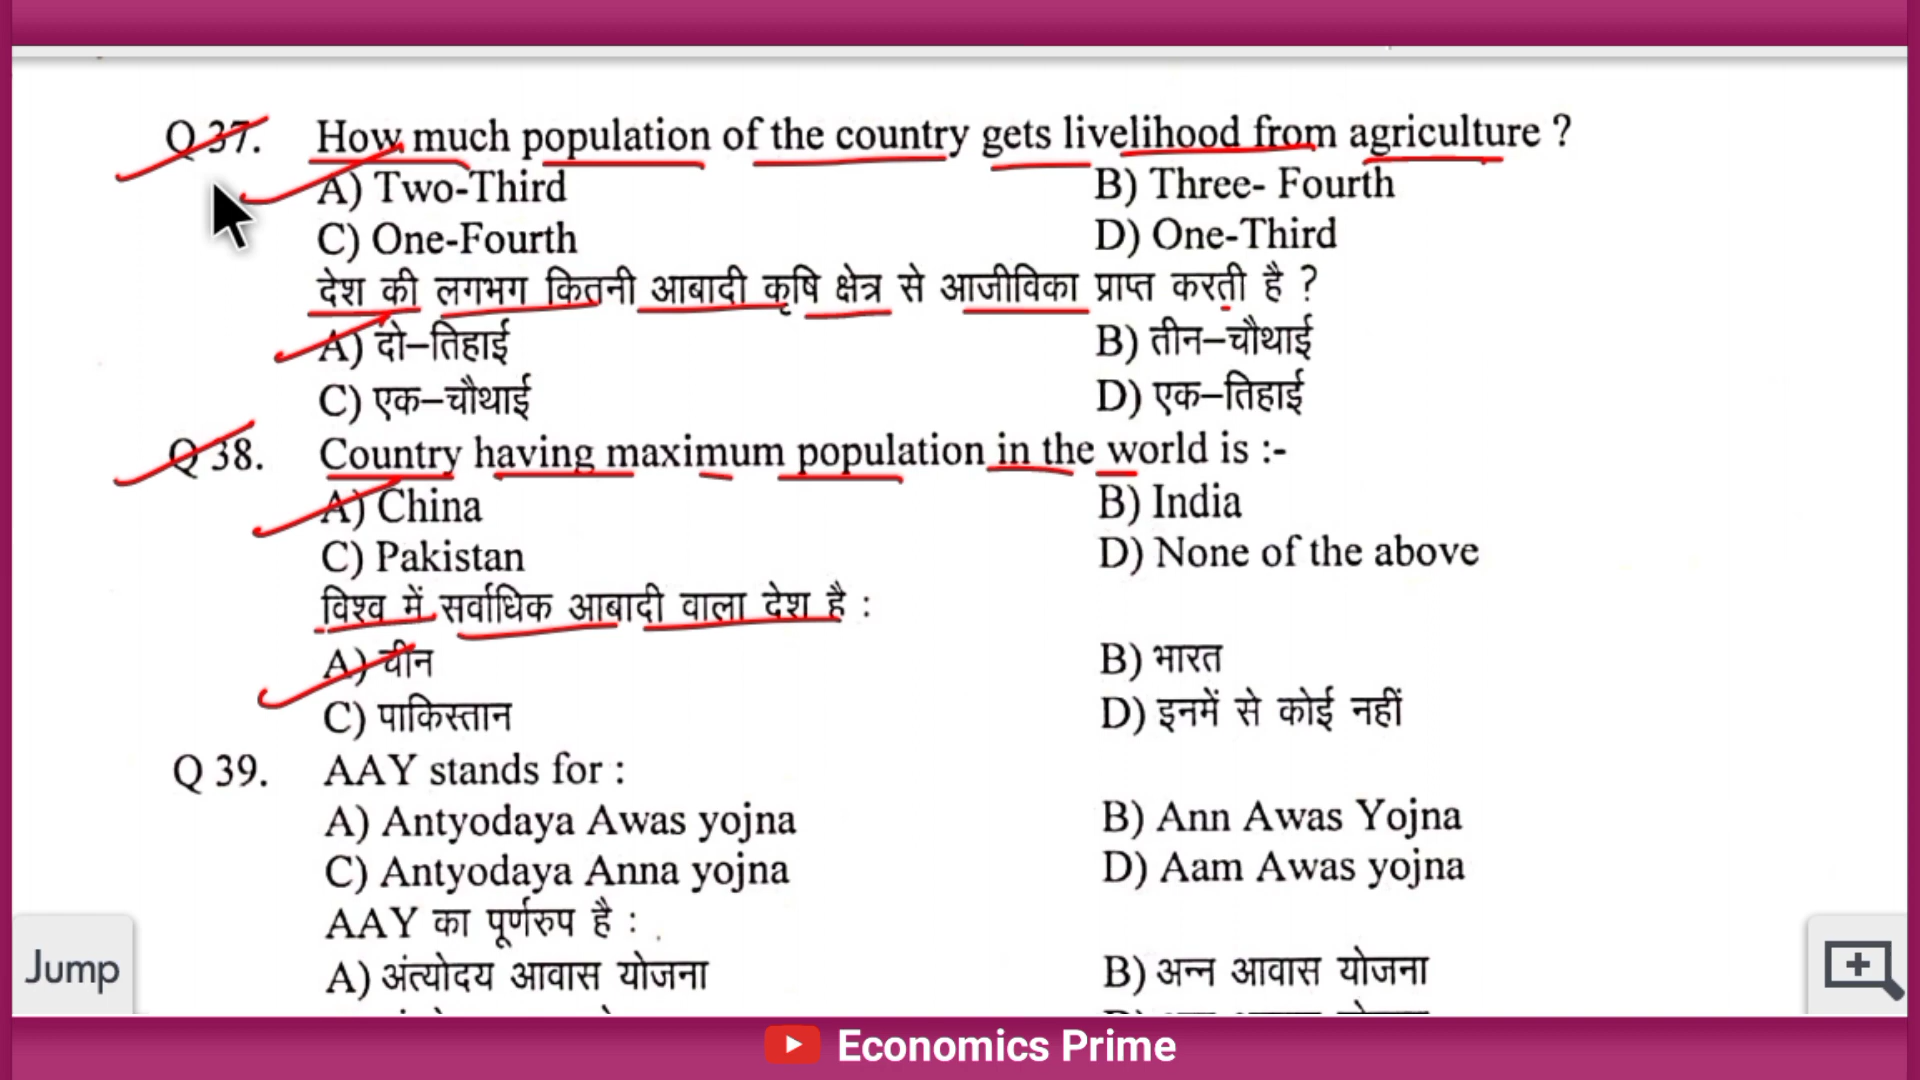 Q 37. How much population of the country gets livelihood from agriculture ?
A) Two-Third B) Three- Fourth
C) One-Fourth D) One-Third
देश की लगभग कितनी आबादी कृषि क्षेत्र से आजीविका प्राप्त करती है ?
A) दो–तिहाई B) तीन–चौथाई
C) एक–चौथाई D) एक–तिहाई
Q 38. Country having maximum population in the world is :-
A) China B) India
C) Pakistan D) None of the above
विश्व में सर्वाधिक आबादी वाला देश है :
A) चीन B) भारत
C) पाकिस्तान D) इनमें से कोई नहीं
Q 39. AAY stands for :
A) Antyodaya Awas yojna B) Ann Awas Yojna
C) Antyodaya Anna yojna D) Aam Awas yojna
AAY का पूर्णरुप है :
A) अंत्योदय आवास योजना B) अन्न आवास योजना
Jump
Economics Prime